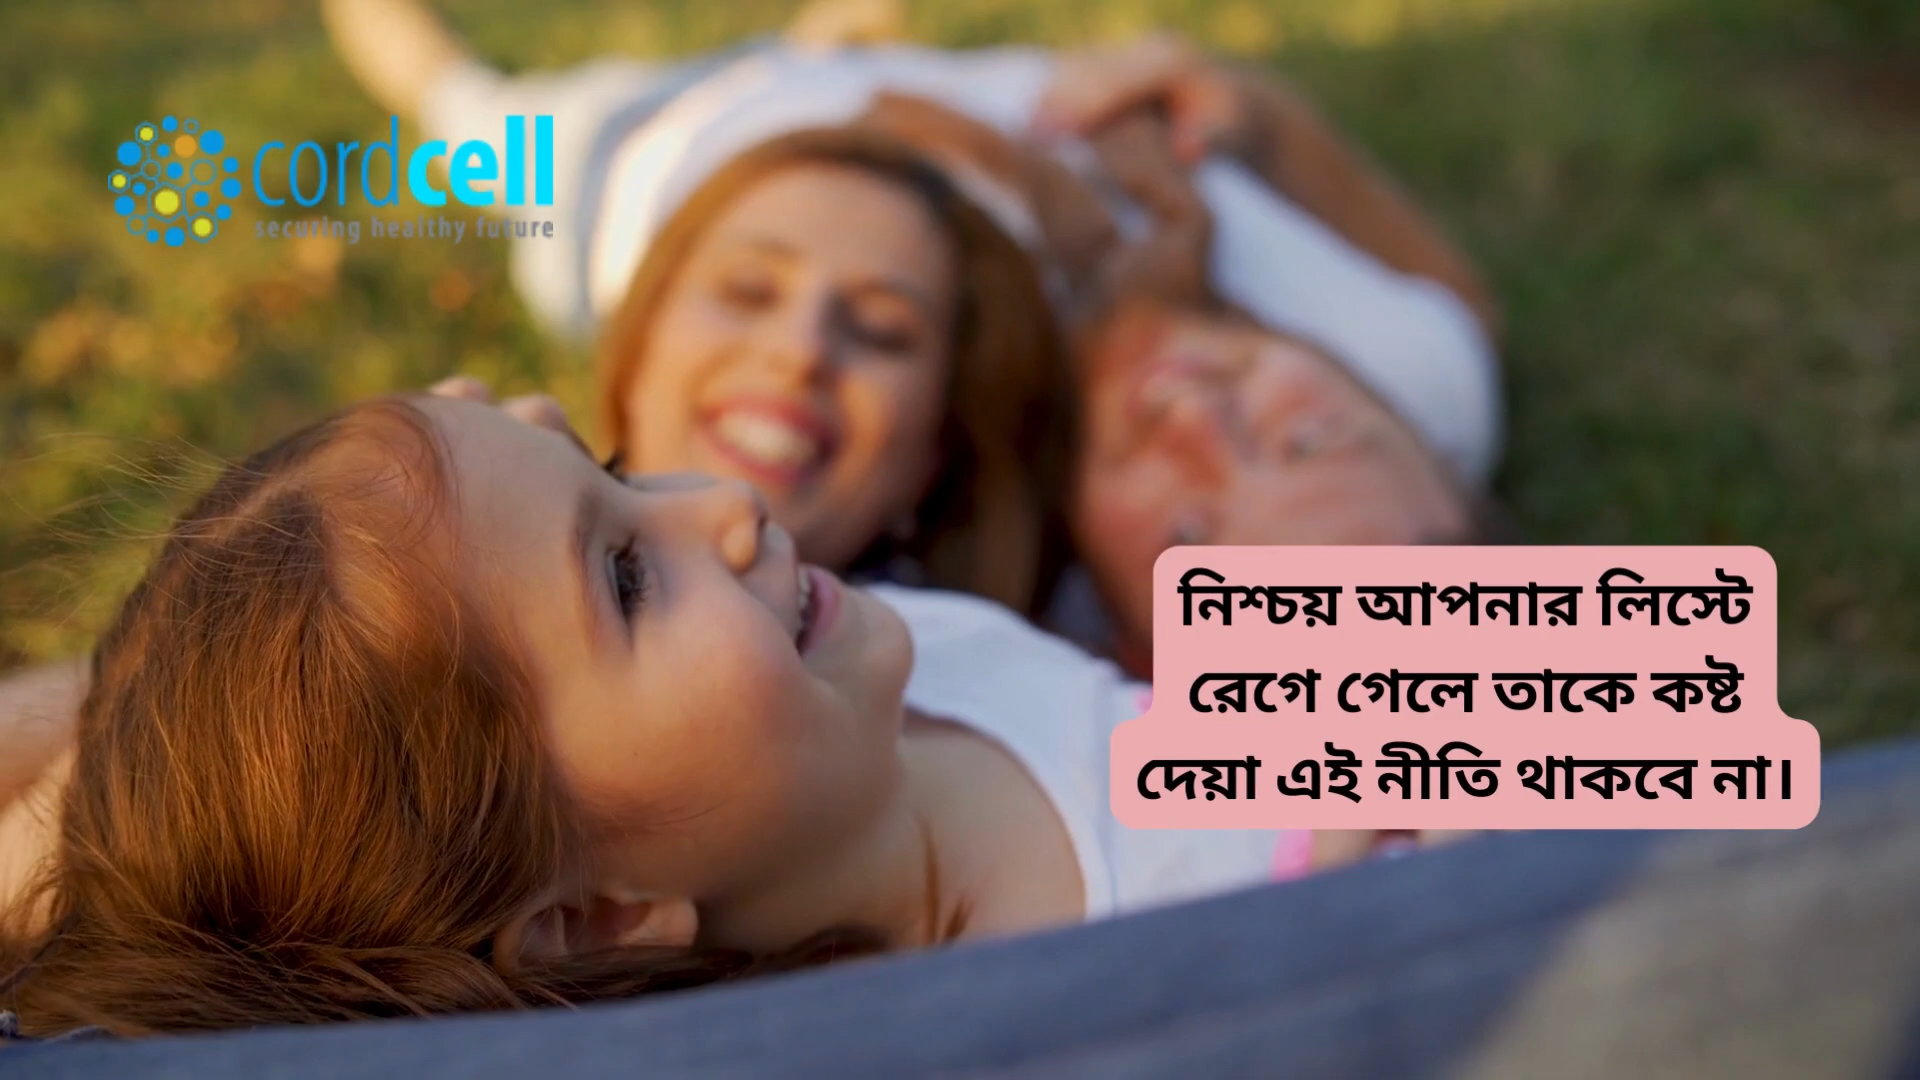 cordcell
securing healthy future
নিশ্চয় আপনার লিস্টে
রেগে গেলে তাকে কষ্ট
দেয়া এই নীতি থাকবে না।